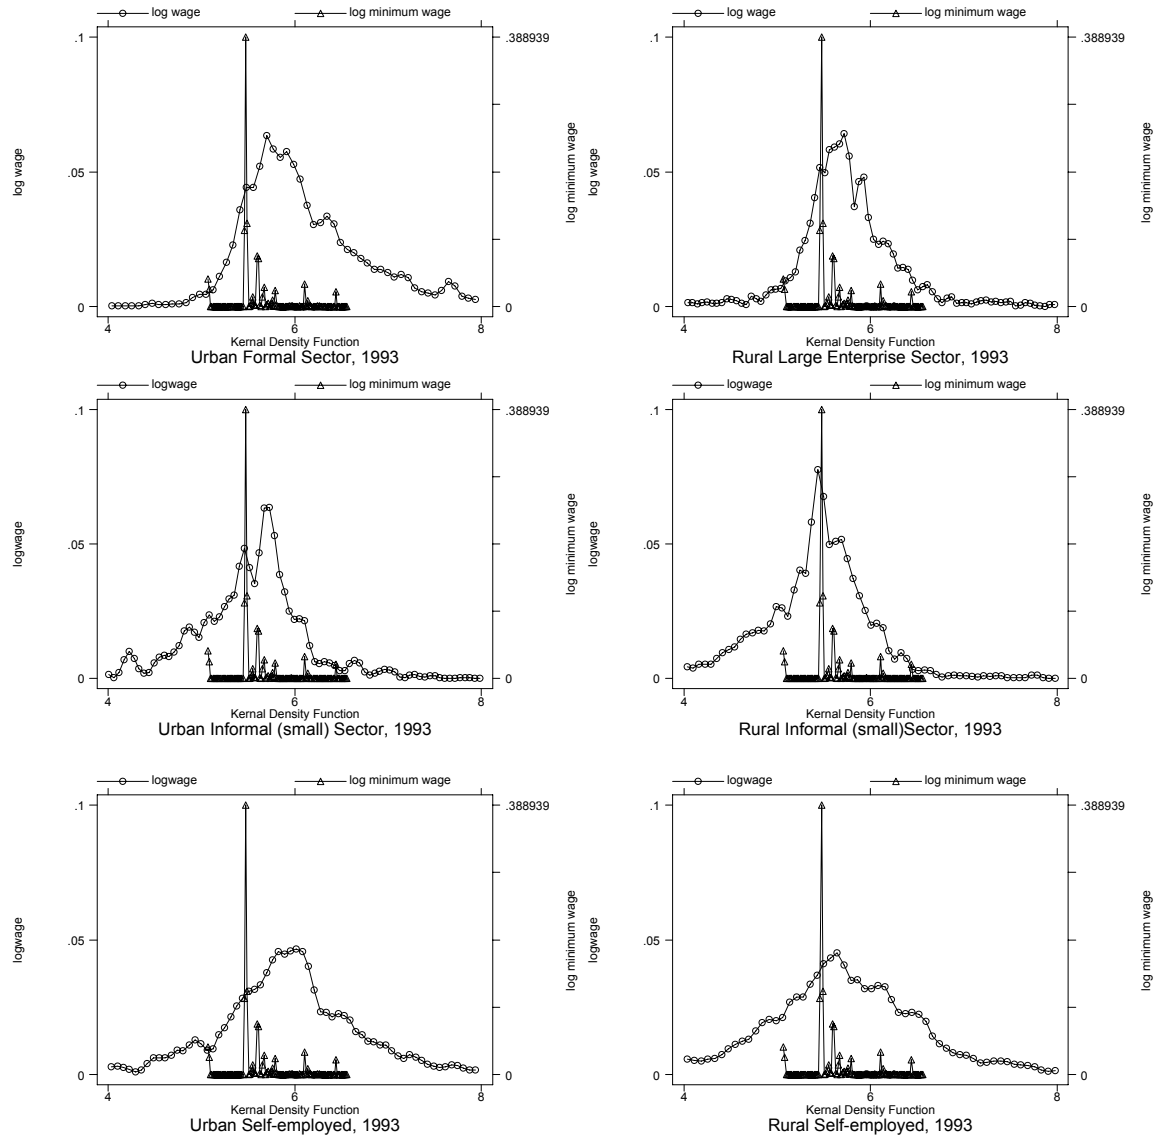 log wage log minimum wage
log wage log minimum wage
.1 .388939
.1 .388939
log wage
log minimum wage
log wage
log minimum wage
.05
.05
0 0
0 0
4 6 8
4 6 8
Kernal Density Function
Kernal Density Function
Urban Formal Sector, 1993
Rural Large Enterprise Sector, 1993
logwage log minimum wage
logwage log minimum wage
.1 .388939
.1 .388939
logwage
log minimum wage
logwage
log minimum wage
.05
.05
0 0
0 0
4 6 8
4 6 8
Kernal Density Function
Kernal Density Function
Urban Informal (small) Sector, 1993
Rural Informal (small)Sector, 1993
logwage log minimum wage
logwage log minimum wage
.1 .388939
.1 .388939
logwage
log minimum wage
logwage
log minimum wage
.05
.05
0 0
0 0
4 6 8
4 6 8
Kernal Density Function
Kernal Density Function
Urban Self-employed, 1993
Rural Self-employed, 1993